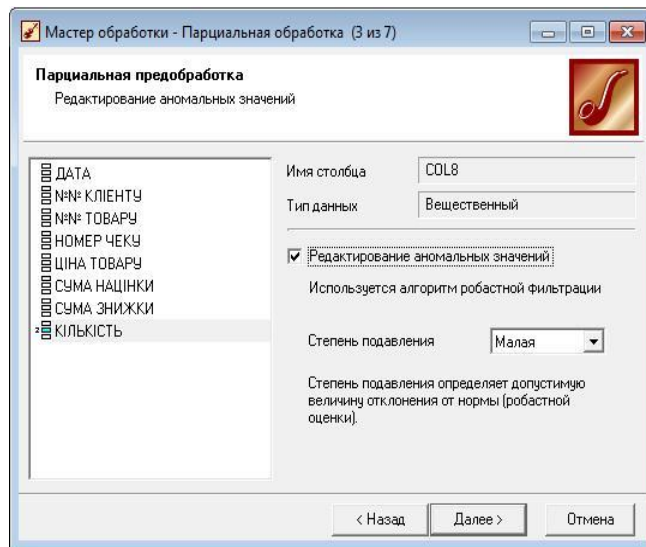 Мастер обработки - Парциальная обработка (3 из 7)
Парциальная предобработка
Редактирование аномальных значений
ДАТА
№№ КЛІЕНТУ
№№ ТОВАРУ
НОМЕР ЧЕКУ
ЦІНА ТОВАРУ
СУМА НАЦІНКИ
СУМА ЗНИЖКИ
2 КІЛЬКІСТЬ
Имя столбца COL8
Тип данных Вещественный
Редактирование аномальных значений
Используется алгоритм робастной фильтрации
Степень подавления Малая
Степень подавления определяет допустимую
величину отклонения от нормы (робастной
оценки).
< Назад Далее > Отмена